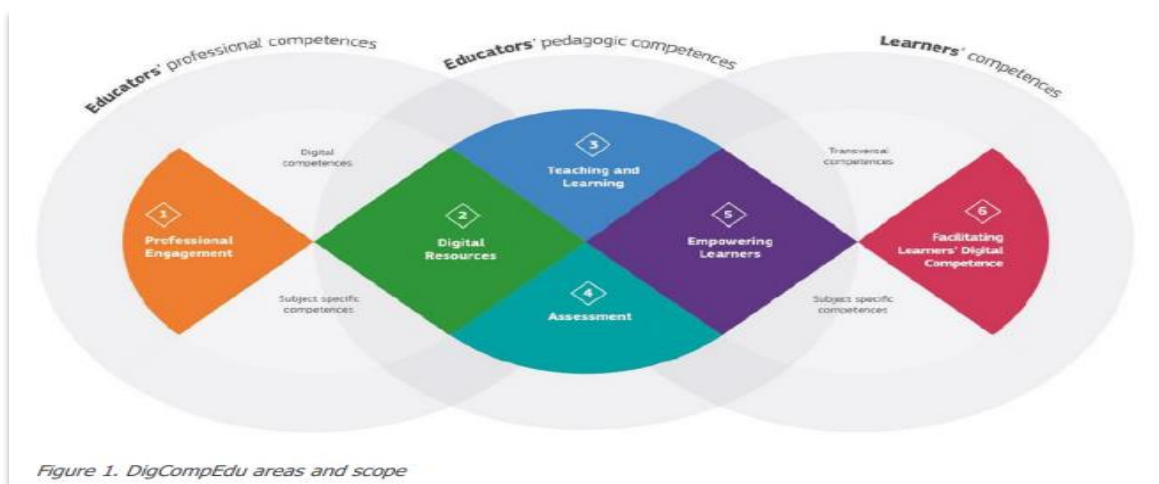 Educators' professional competences
Educators' pedagogic competences
Learners' competences
Digital
competences
Subject specific
competences
1
Professional
Engagement
2
Digital
Resources
3
Teaching and
Learning
4
Assessment
5
Empowering
Learners
Transversal
competences
Subject specific
competences
6
Facilitating
Learners' Digital
Competence
Figure 1. DigCompEdu areas and scope